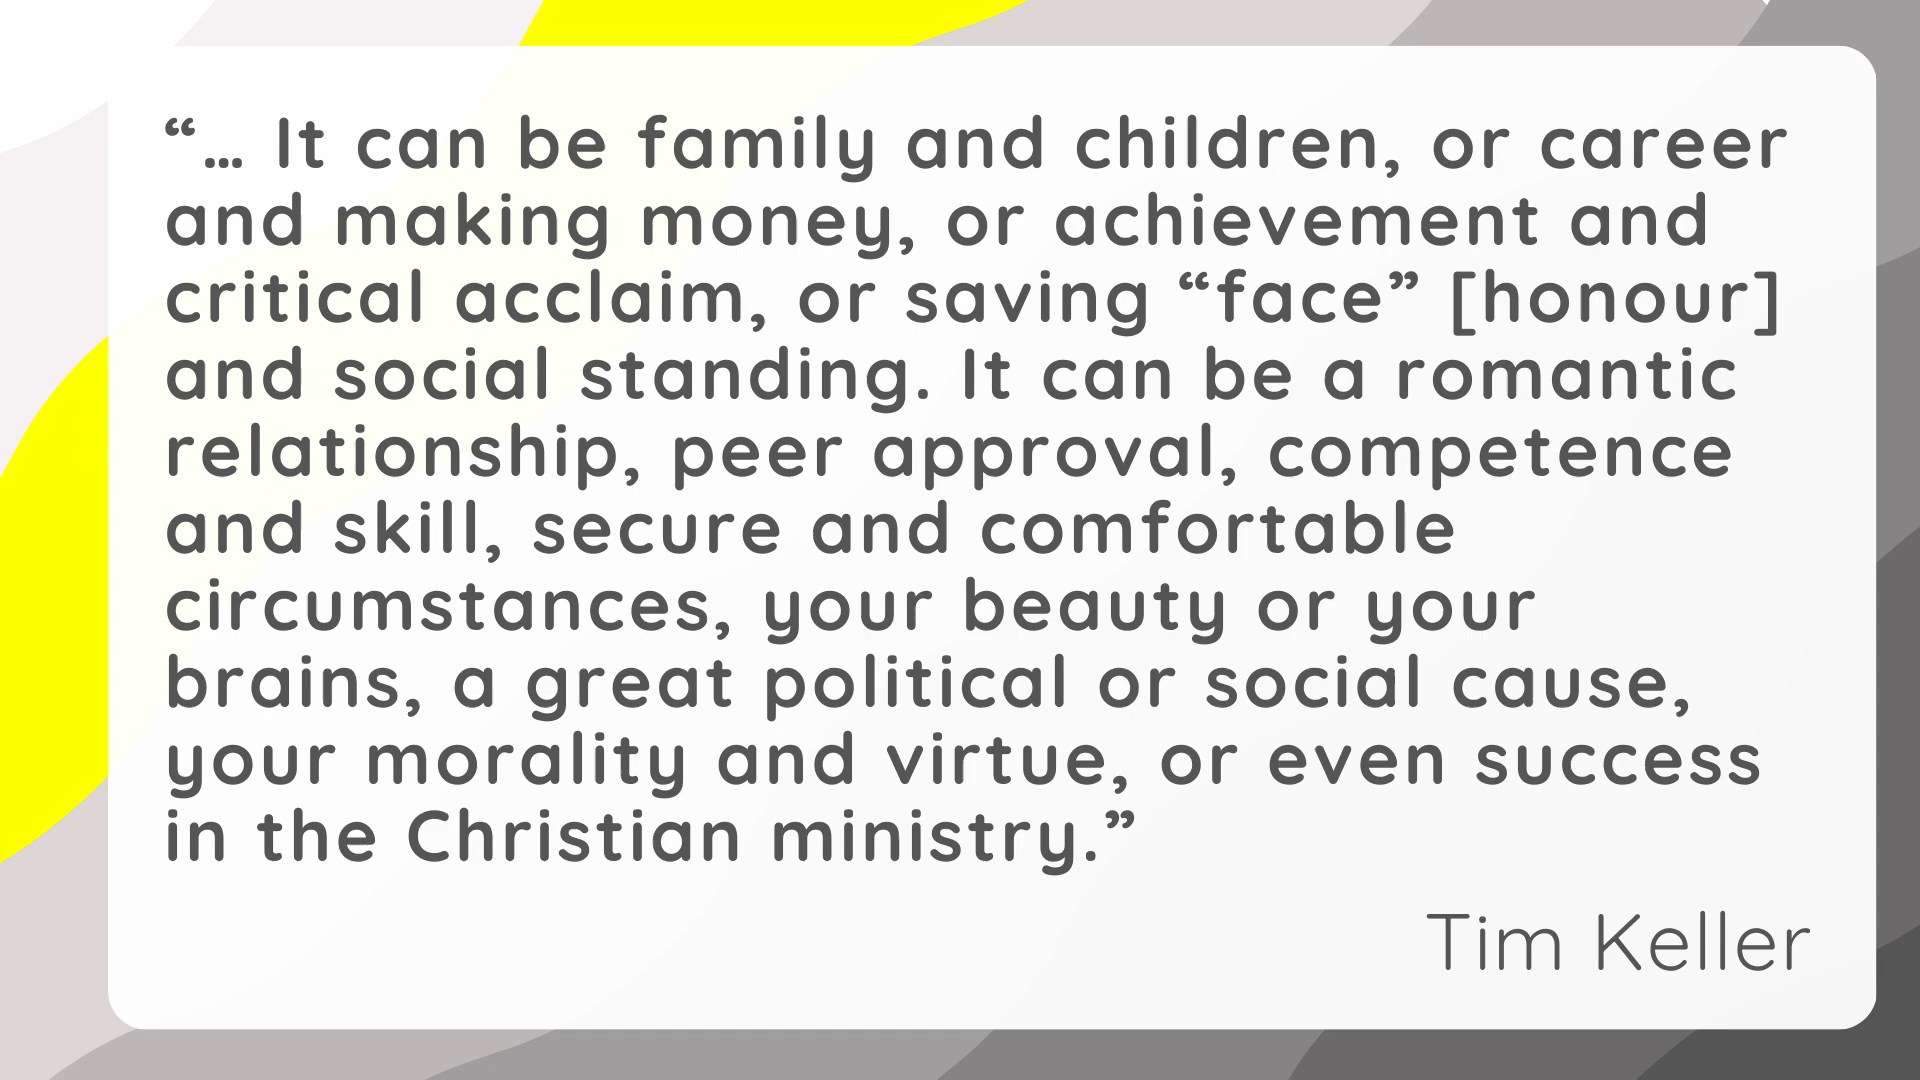 “… It can be family and children, or career
and making money, or achievement and
critical acclaim, or saving “face” [honour]
and social standing. It can be a romantic
relationship, peer approval, competence
and skill, secure and comfortable
circumstances, your beauty or your
brains, a great political or social cause,
your morality and virtue, or even success
in the Christian ministry.”
Tim Keller